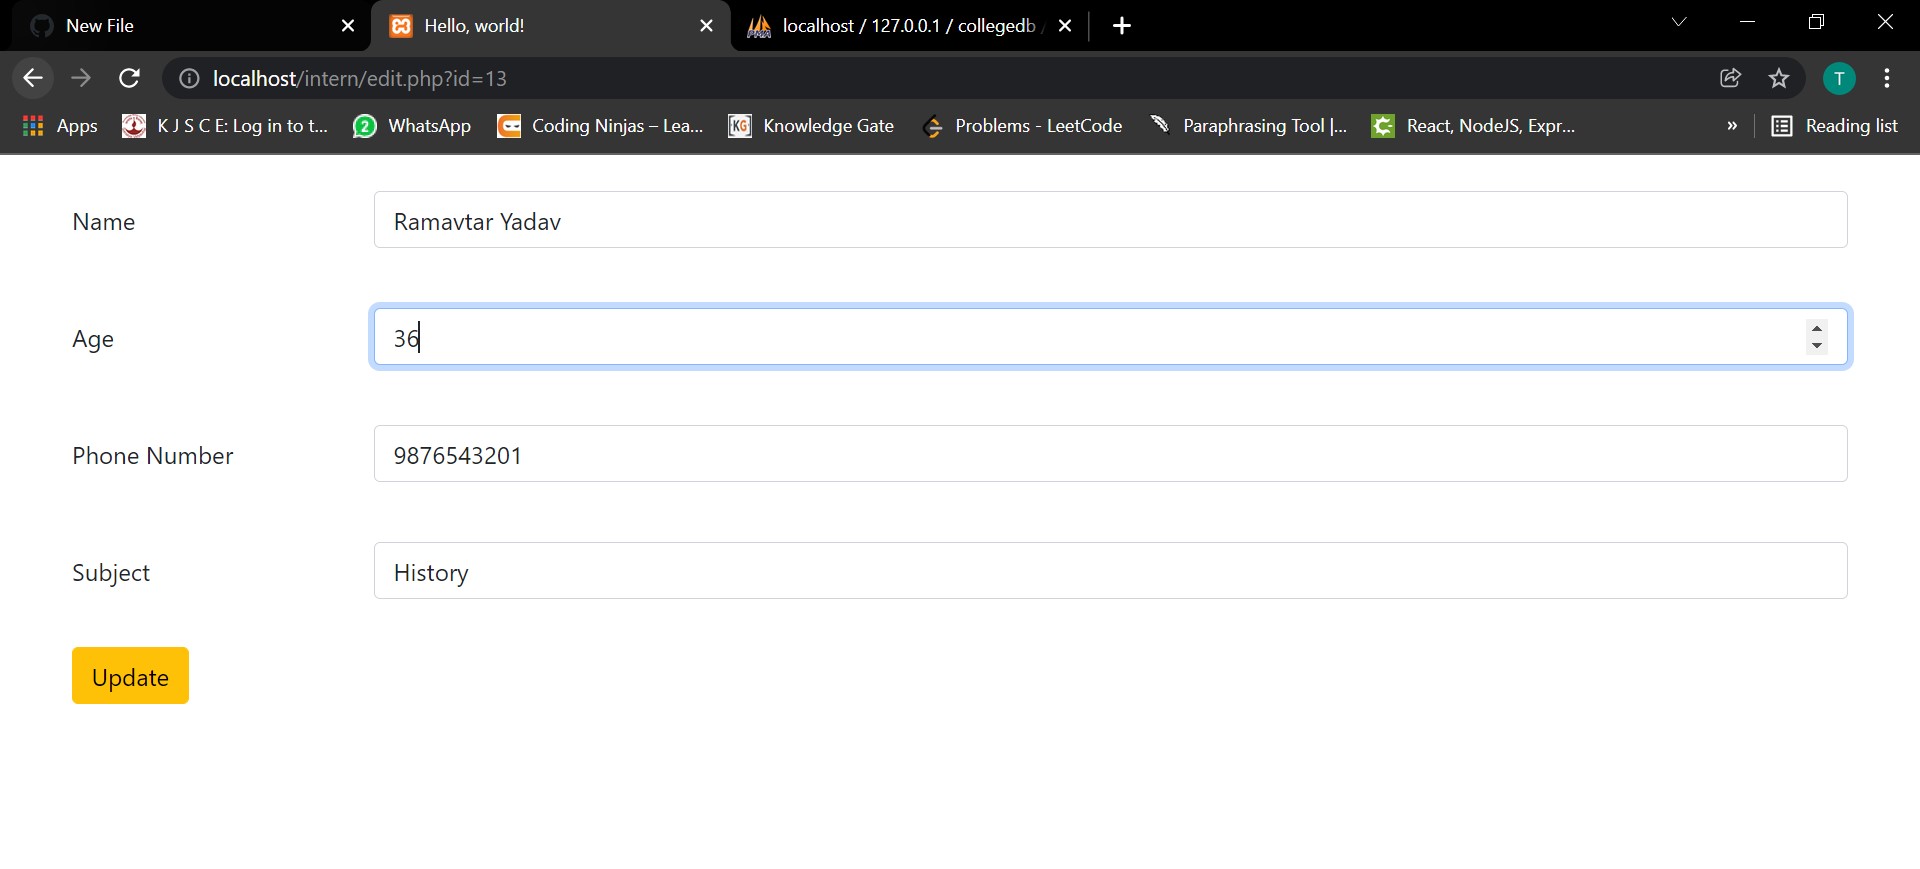 New File
Hello, world!
localhost / 127.0.0.1 / collegedb /
localhost/intern/edit.php?id=13
T
Apps
K J S C E: Log in to t...
2
WhatsApp
Coding Ninjas – Lea...
KG
Knowledge Gate
Problems - LeetCode
Paraphrasing Tool |...
React, NodeJS, Expr...
»
Reading list
Name
Ramavtar Yadav
Age
36
Phone Number
9876543201
Subject
History
Update